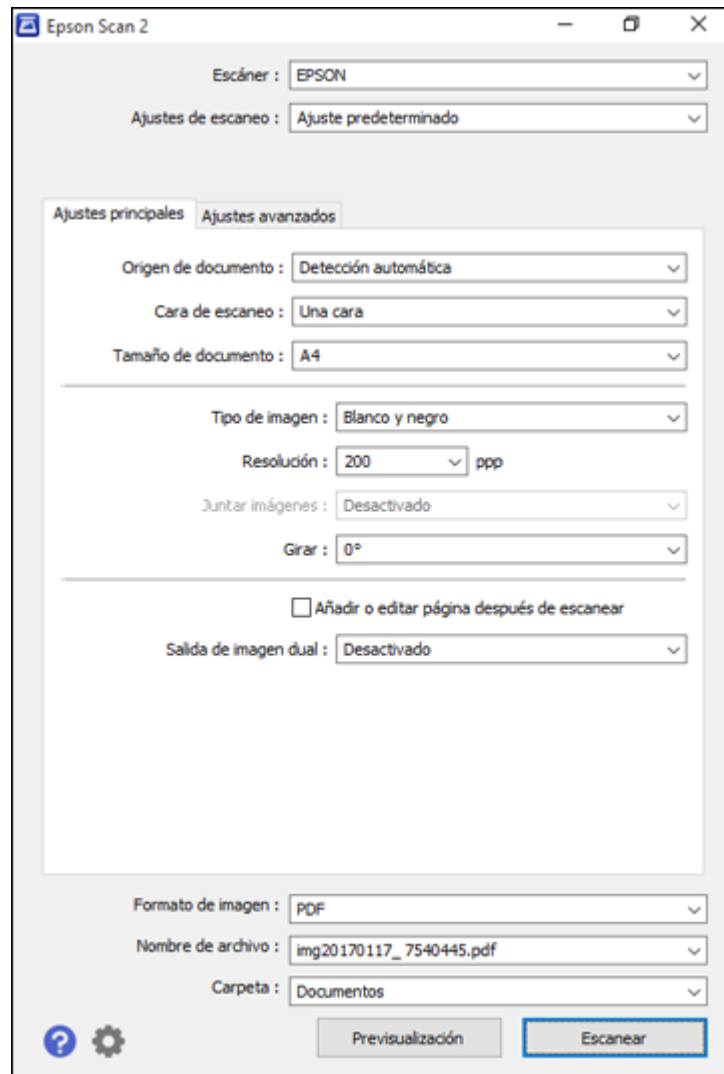 Epson Scan 2
Escáner : EPSON
Ajustes de escaneo : Ajuste predeterminado
Ajustes principales Ajustes avanzados
Origen de documento : Detección automática
Cara de escaneo : Una cara
Tamaño de documento : A4
Tipo de imagen : Blanco y negro
Resolución : 200 ppp
Juntar imágenes : Desactivado
Girar : 0°
Añadir o editar página después de escanear
Salida de imagen dual : Desactivado
Formato de imagen : PDF
Nombre de archivo : img20170117_ 7540445.pdf
Carpeta : Documentos
? Previsualización Escanear